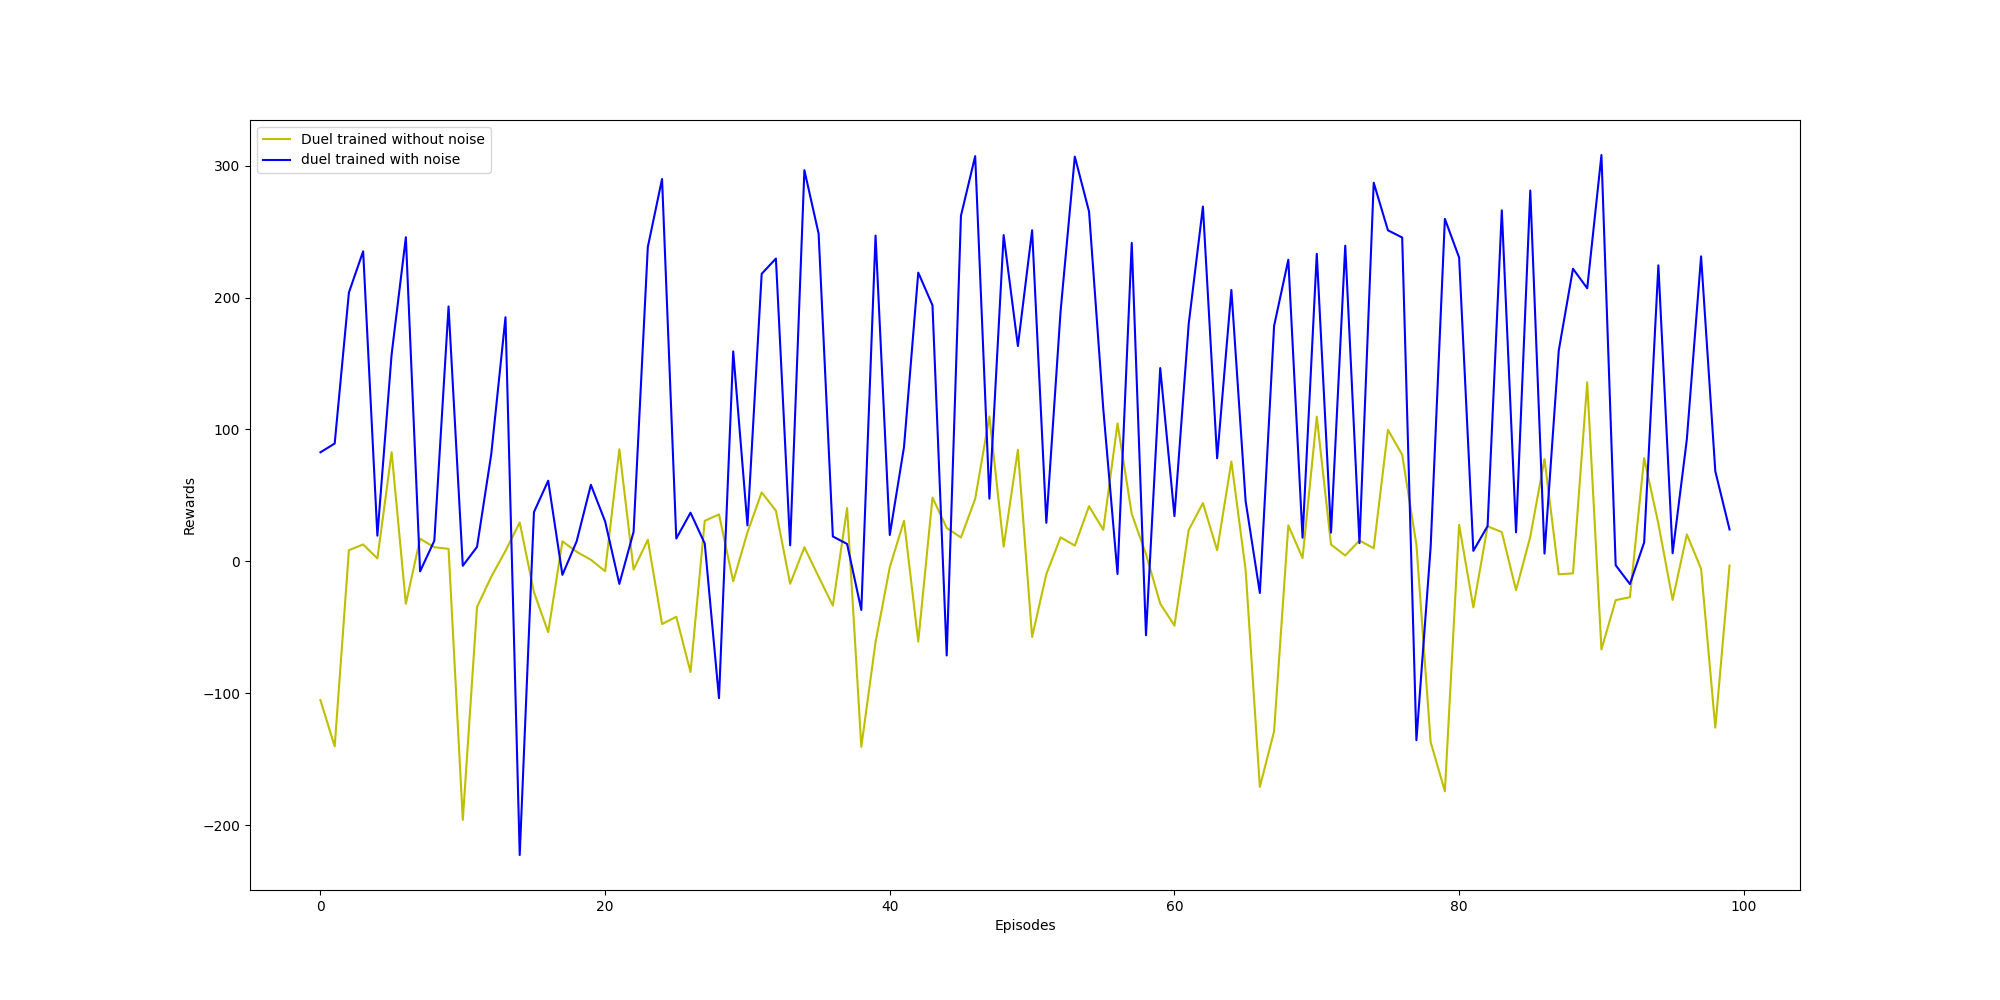 Duel trained without noise
duel trained with noise
300
200
100
0
−100
−200
Rewards
0 20 40 60 80 100
Episodes